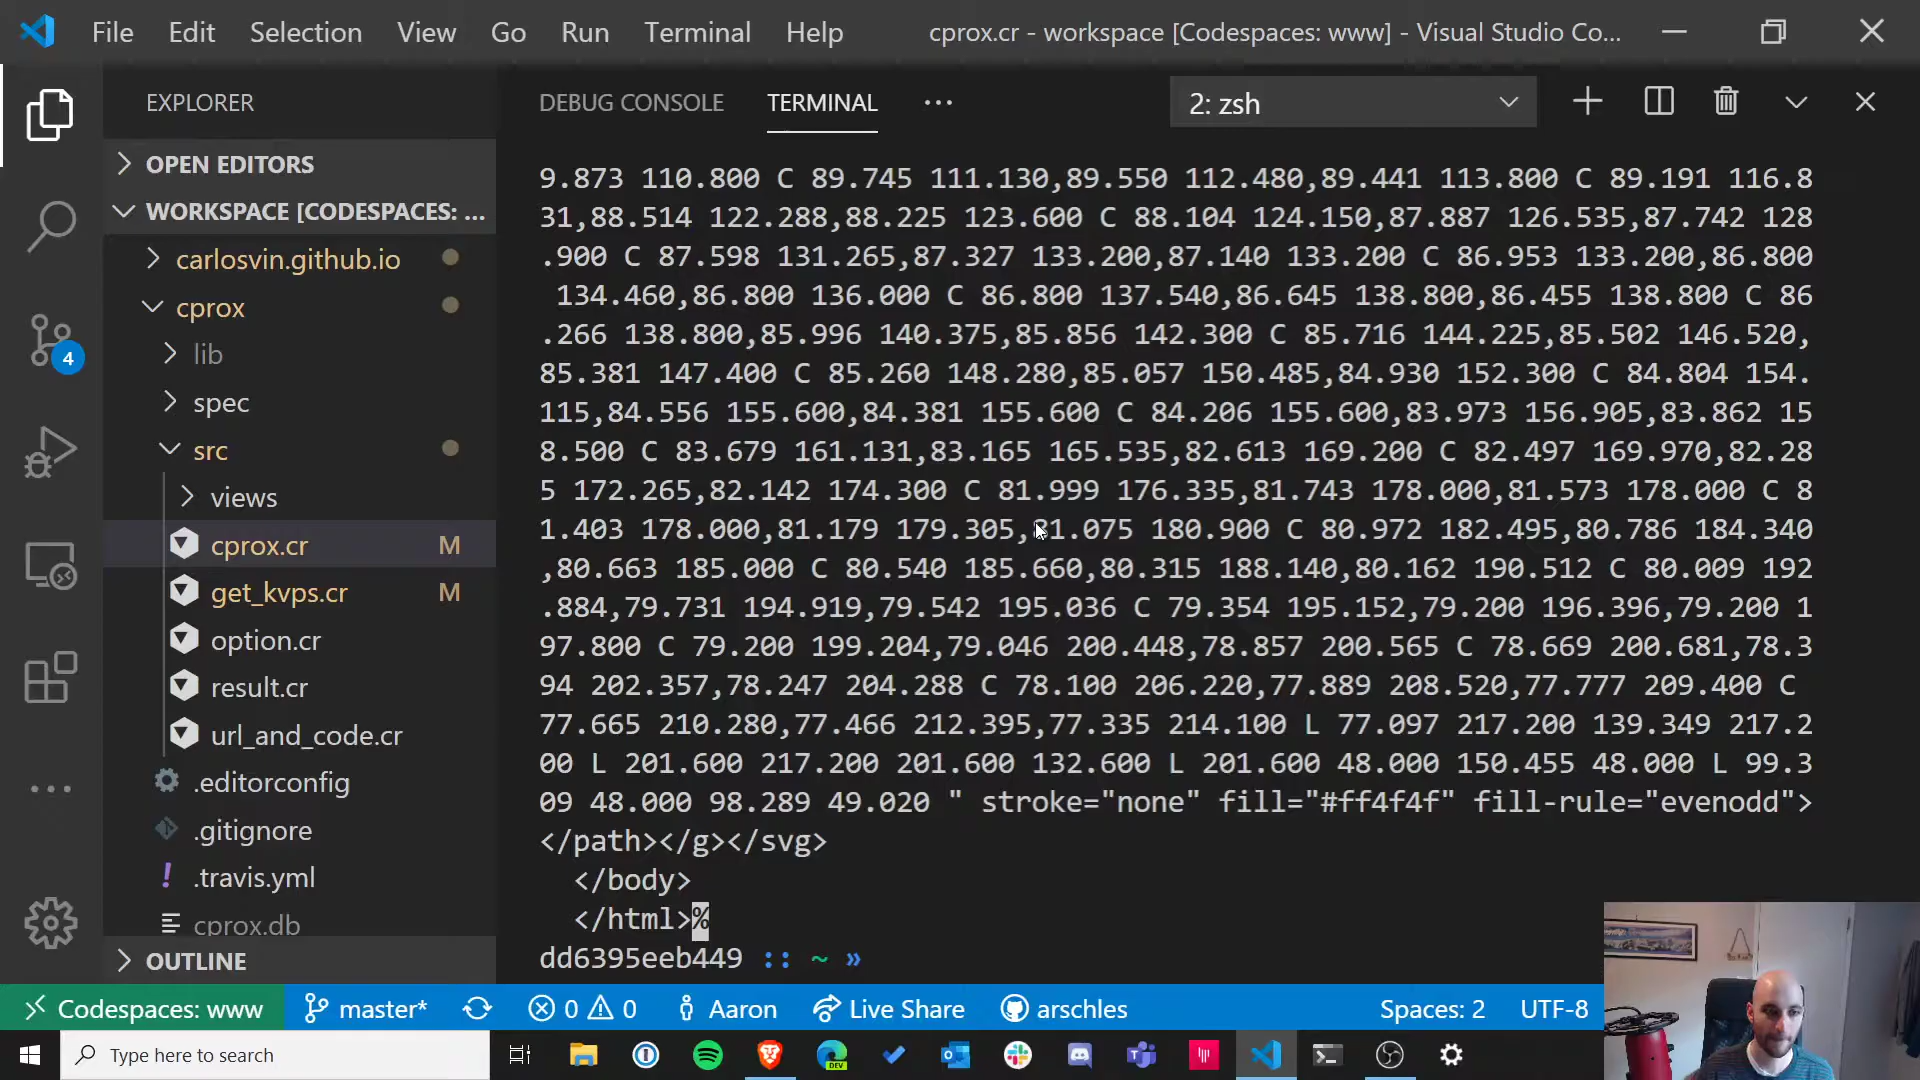 File Edit Selection View Go Run Terminal Help cprox.cr - workspace [Codespaces: www] - Visual Studio Co...
EXPLORER
OPEN EDITORS
WORKSPACE [CODESPACES: ...
carlosvin.github.io
cprox
lib
spec
src
views
cprox.cr M
get_kvps.cr M
option.cr
result.cr
url_and_code.cr
.editorconfig
.gitignore
! .travis.yml
cprox.db
OUTLINE
4
DEBUG CONSOLE TERMINAL ... 2: zsh
9.873 110.800 C 89.745 111.130,89.550 112.480,89.441 113.800 C 89.191 116.8
31,88.514 122.288,88.225 123.600 C 88.104 124.150,87.887 126.535,87.742 128
.900 C 87.598 131.265,87.327 133.200,87.140 133.200 C 86.953 133.200,86.800
134.460,86.800 136.000 C 86.800 137.540,86.645 138.800,86.455 138.800 C 86
.266 138.800,85.996 140.375,85.856 142.300 C 85.716 144.225,85.502 146.520,
85.381 147.400 C 85.260 148.280,85.057 150.485,84.930 152.300 C 84.804 154.
115,84.556 155.600,84.381 155.600 C 84.206 155.600,83.973 156.905,83.862 15
8.500 C 83.679 161.131,83.165 165.535,82.613 169.200 C 82.497 169.970,82.28
5 172.265,82.142 174.300 C 81.999 176.335,81.743 178.000,81.573 178.000 C 8
1.403 178.000,81.179 179.305,81.075 180.900 C 80.972 182.495,80.786 184.340
,80.663 185.000 C 80.540 185.660,80.315 188.140,80.162 190.512 C 80.009 192
.884,79.731 194.919,79.542 195.036 C 79.354 195.152,79.200 196.396,79.200 1
97.800 C 79.200 199.204,79.046 200.448,78.857 200.565 C 78.669 200.681,78.3
94 202.357,78.247 204.288 C 78.100 206.220,77.889 208.520,77.777 209.400 C
77.665 210.280,77.466 212.395,77.335 214.100 L 77.097 217.200 139.349 217.2
00 L 201.600 217.200 201.600 132.600 L 201.600 48.000 150.455 48.000 L 99.3
09 48.000 98.289 49.020 " stroke="none" fill="#ff4f4f" fill-rule="evenodd">
</path></g></svg>
</body>
</html>%
dd6395eeb449 :: ~ »
Codespaces: www master* 0 0 Aaron Live Share arschles Spaces: 2 UTF-8
Type here to search
DEV